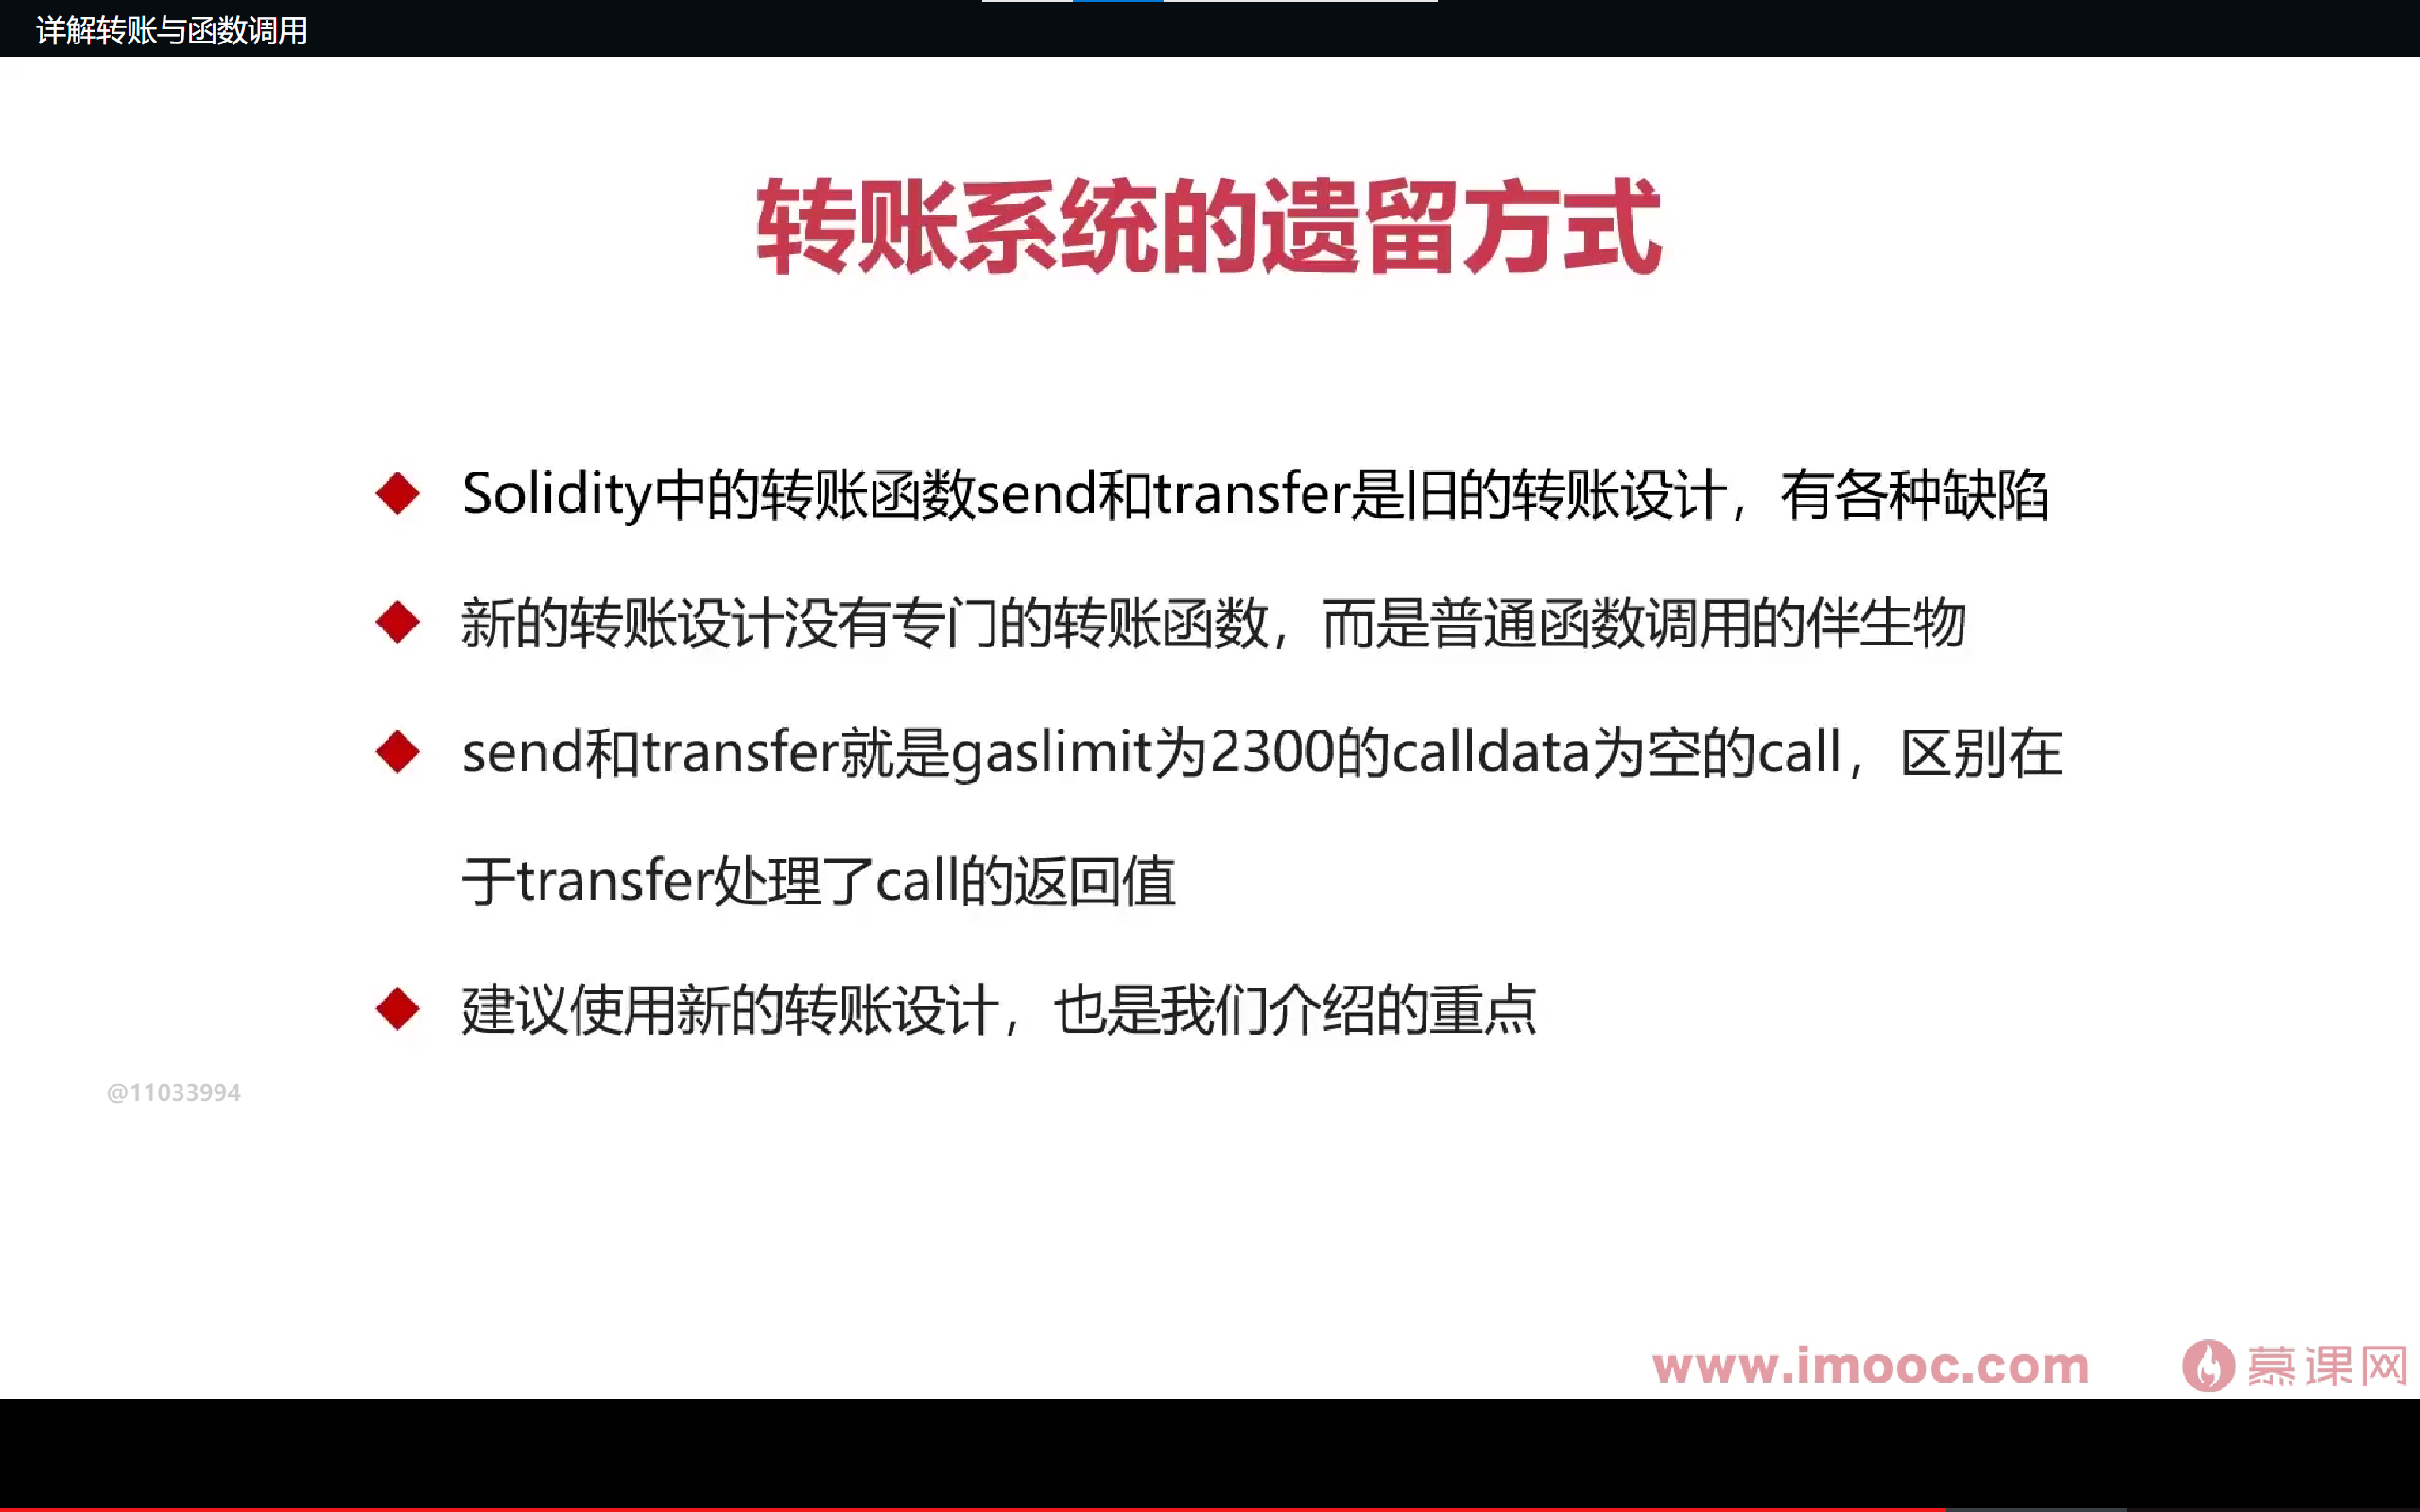 详解转账与函数调用
转账系统的遗留方式
Solidity中的转账函数send和transfer是旧的转账设计，有各种缺陷
新的转账设计没有专门的转账函数，而是普通函数调用的伴生物
send和transfer就是gaslimit为2300的calldata为空的call，区别在
于transfer处理了call的返回值
建议使用新的转账设计，也是我们介绍的重点
@11033994
www.imooc.com 慕课网